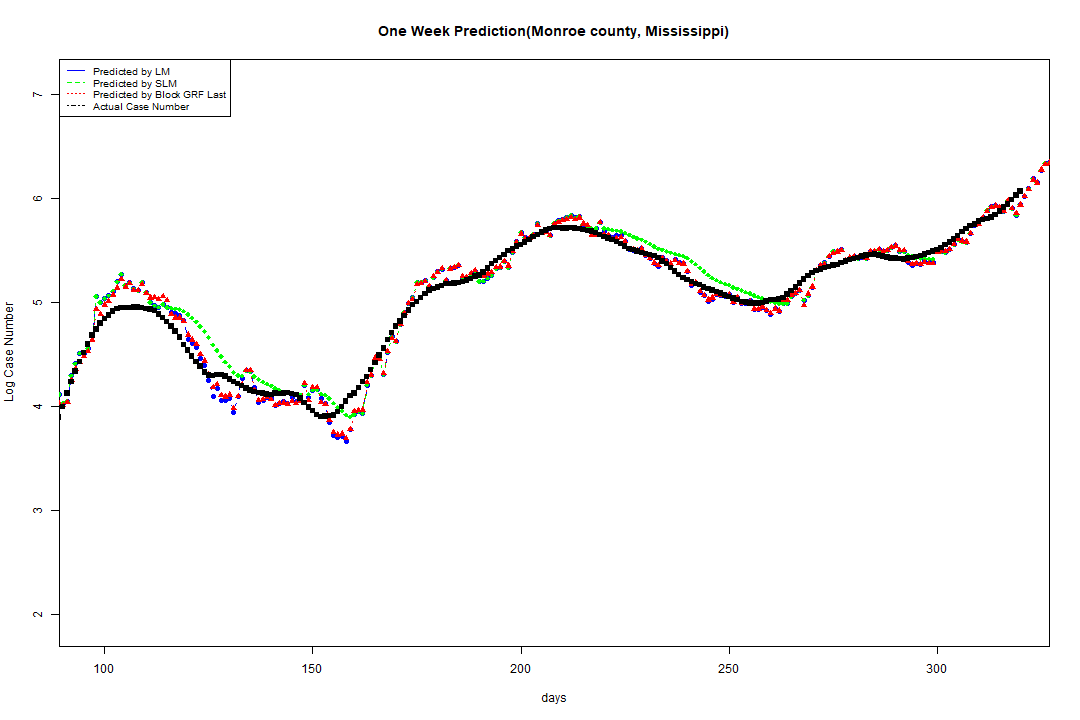 One Week Prediction(Monroe county, Mississippi)
Predicted by LM
Predicted by SLM
Predicted by Block GRF Last
Actual Case Number
7
6
5
4
3
2
Log Case Number
100 150 200 250 300
days